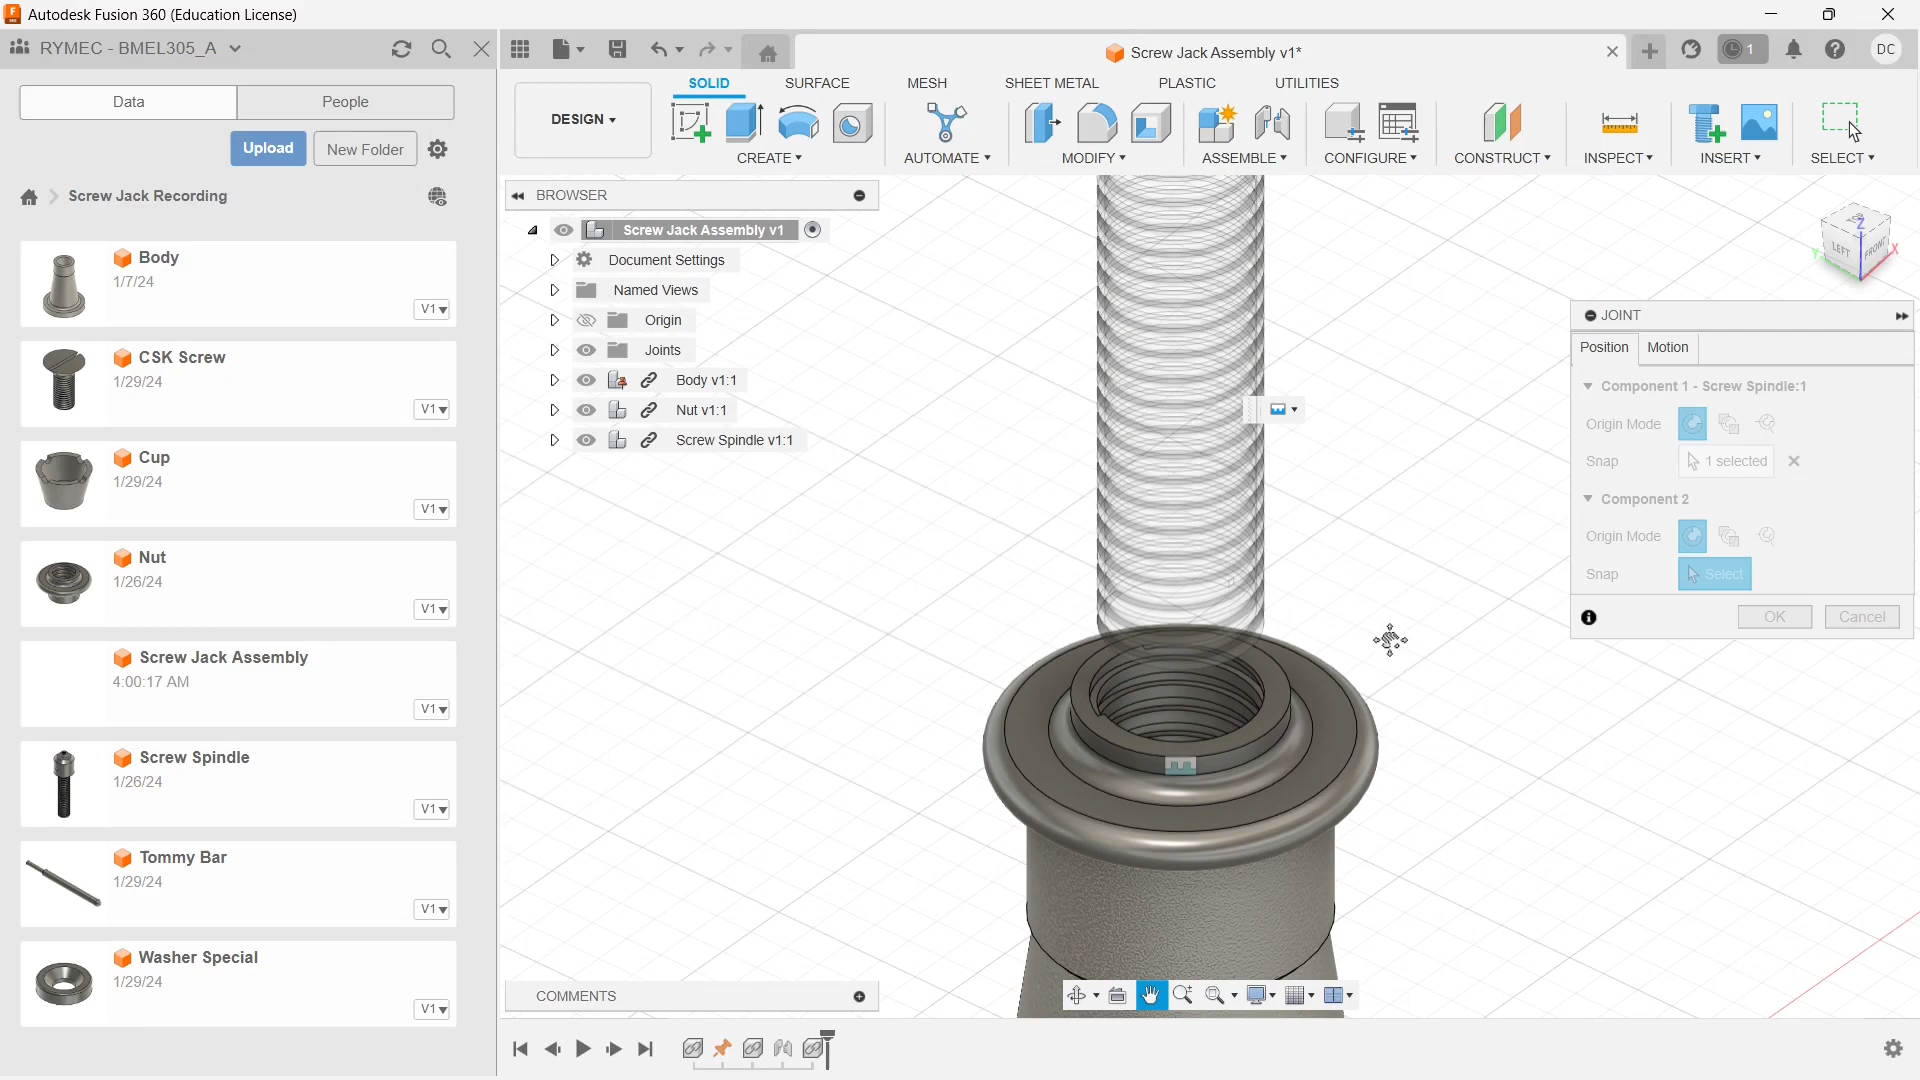 Autodesk Fusion 360 (Education License)
RYMEC - BMEL305_A
Screw Jack Assembly v1*
1
DC
Data
People
Upload
New Folder
Screw Jack Recording
Body
1/7/24
V1
CSK Screw
1/29/24
V1
Cup
1/29/24
V1
Nut
1/26/24
V1
Screw Jack Assembly
4:00:17 AM
V1
Screw Spindle
1/26/24
V1
Tommy Bar
1/29/24
V1
Washer Special
1/29/24
V1
SOLID
SURFACE
MESH
SHEET METAL
PLASTIC
UTILITIES
DESIGN
CREATE
AUTOMATE
MODIFY
ASSEMBLE
CONFIGURE
CONSTRUCT
INSPECT
INSERT
SELECT
BROWSER
Screw Jack Assembly v1
Document Settings
Named Views
Origin
Joints
Body v1:1
Nut v1:1
Screw Spindle v1:1
Z
LEFT
FRONT
X
Y
JOINT
Position
Motion
Component 1 - Screw Spindle:1
Origin Mode
Snap
1 selected
Component 2
Origin Mode
Snap
Select
OK
Cancel
COMMENTS